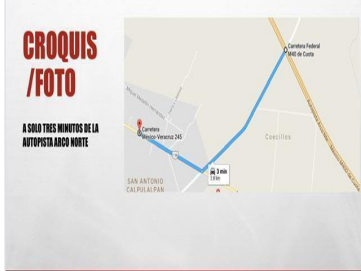 CROQUIS
/FOTO
A SOLO TRES MINUTOS DE LA
AUTOPISTA ARCO NORTE
Carretera Federal
M40 de Cuota
Carretera
México-Veracruz 245
Coecillos
3 min
SAN ANTONIO
CALPULALPAN